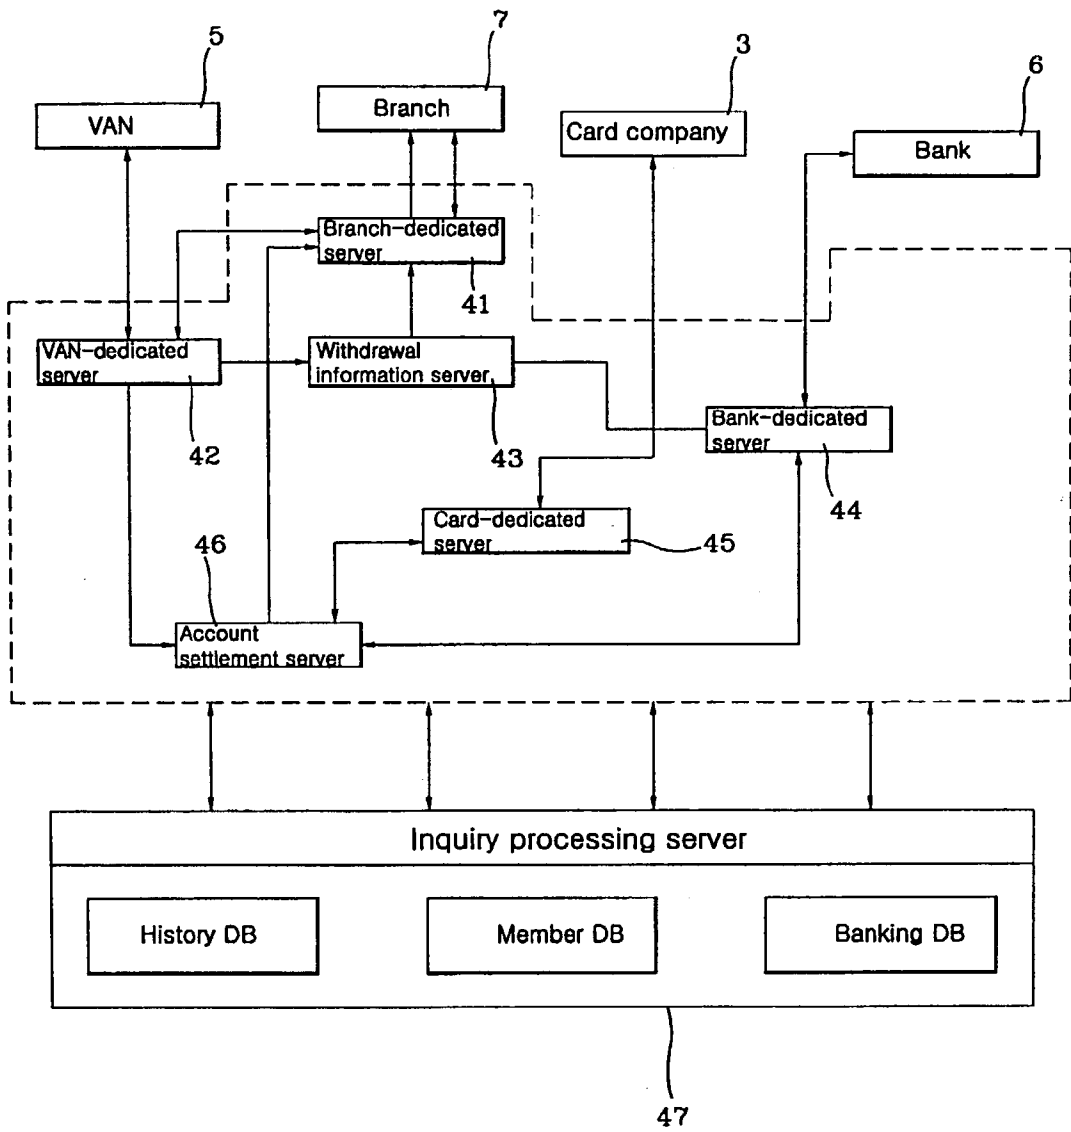 5
7
3
6
VAN
Branch
Card company
Bank
Branch-dedicated
server
41
VAN-dedicated
server
42
Withdrawal
information server
43
Bank-dedicated
server
44
Card-dedicated
server
45
46
Account
settlement server
Inquiry processing server
History DB
Member DB
Banking DB
47